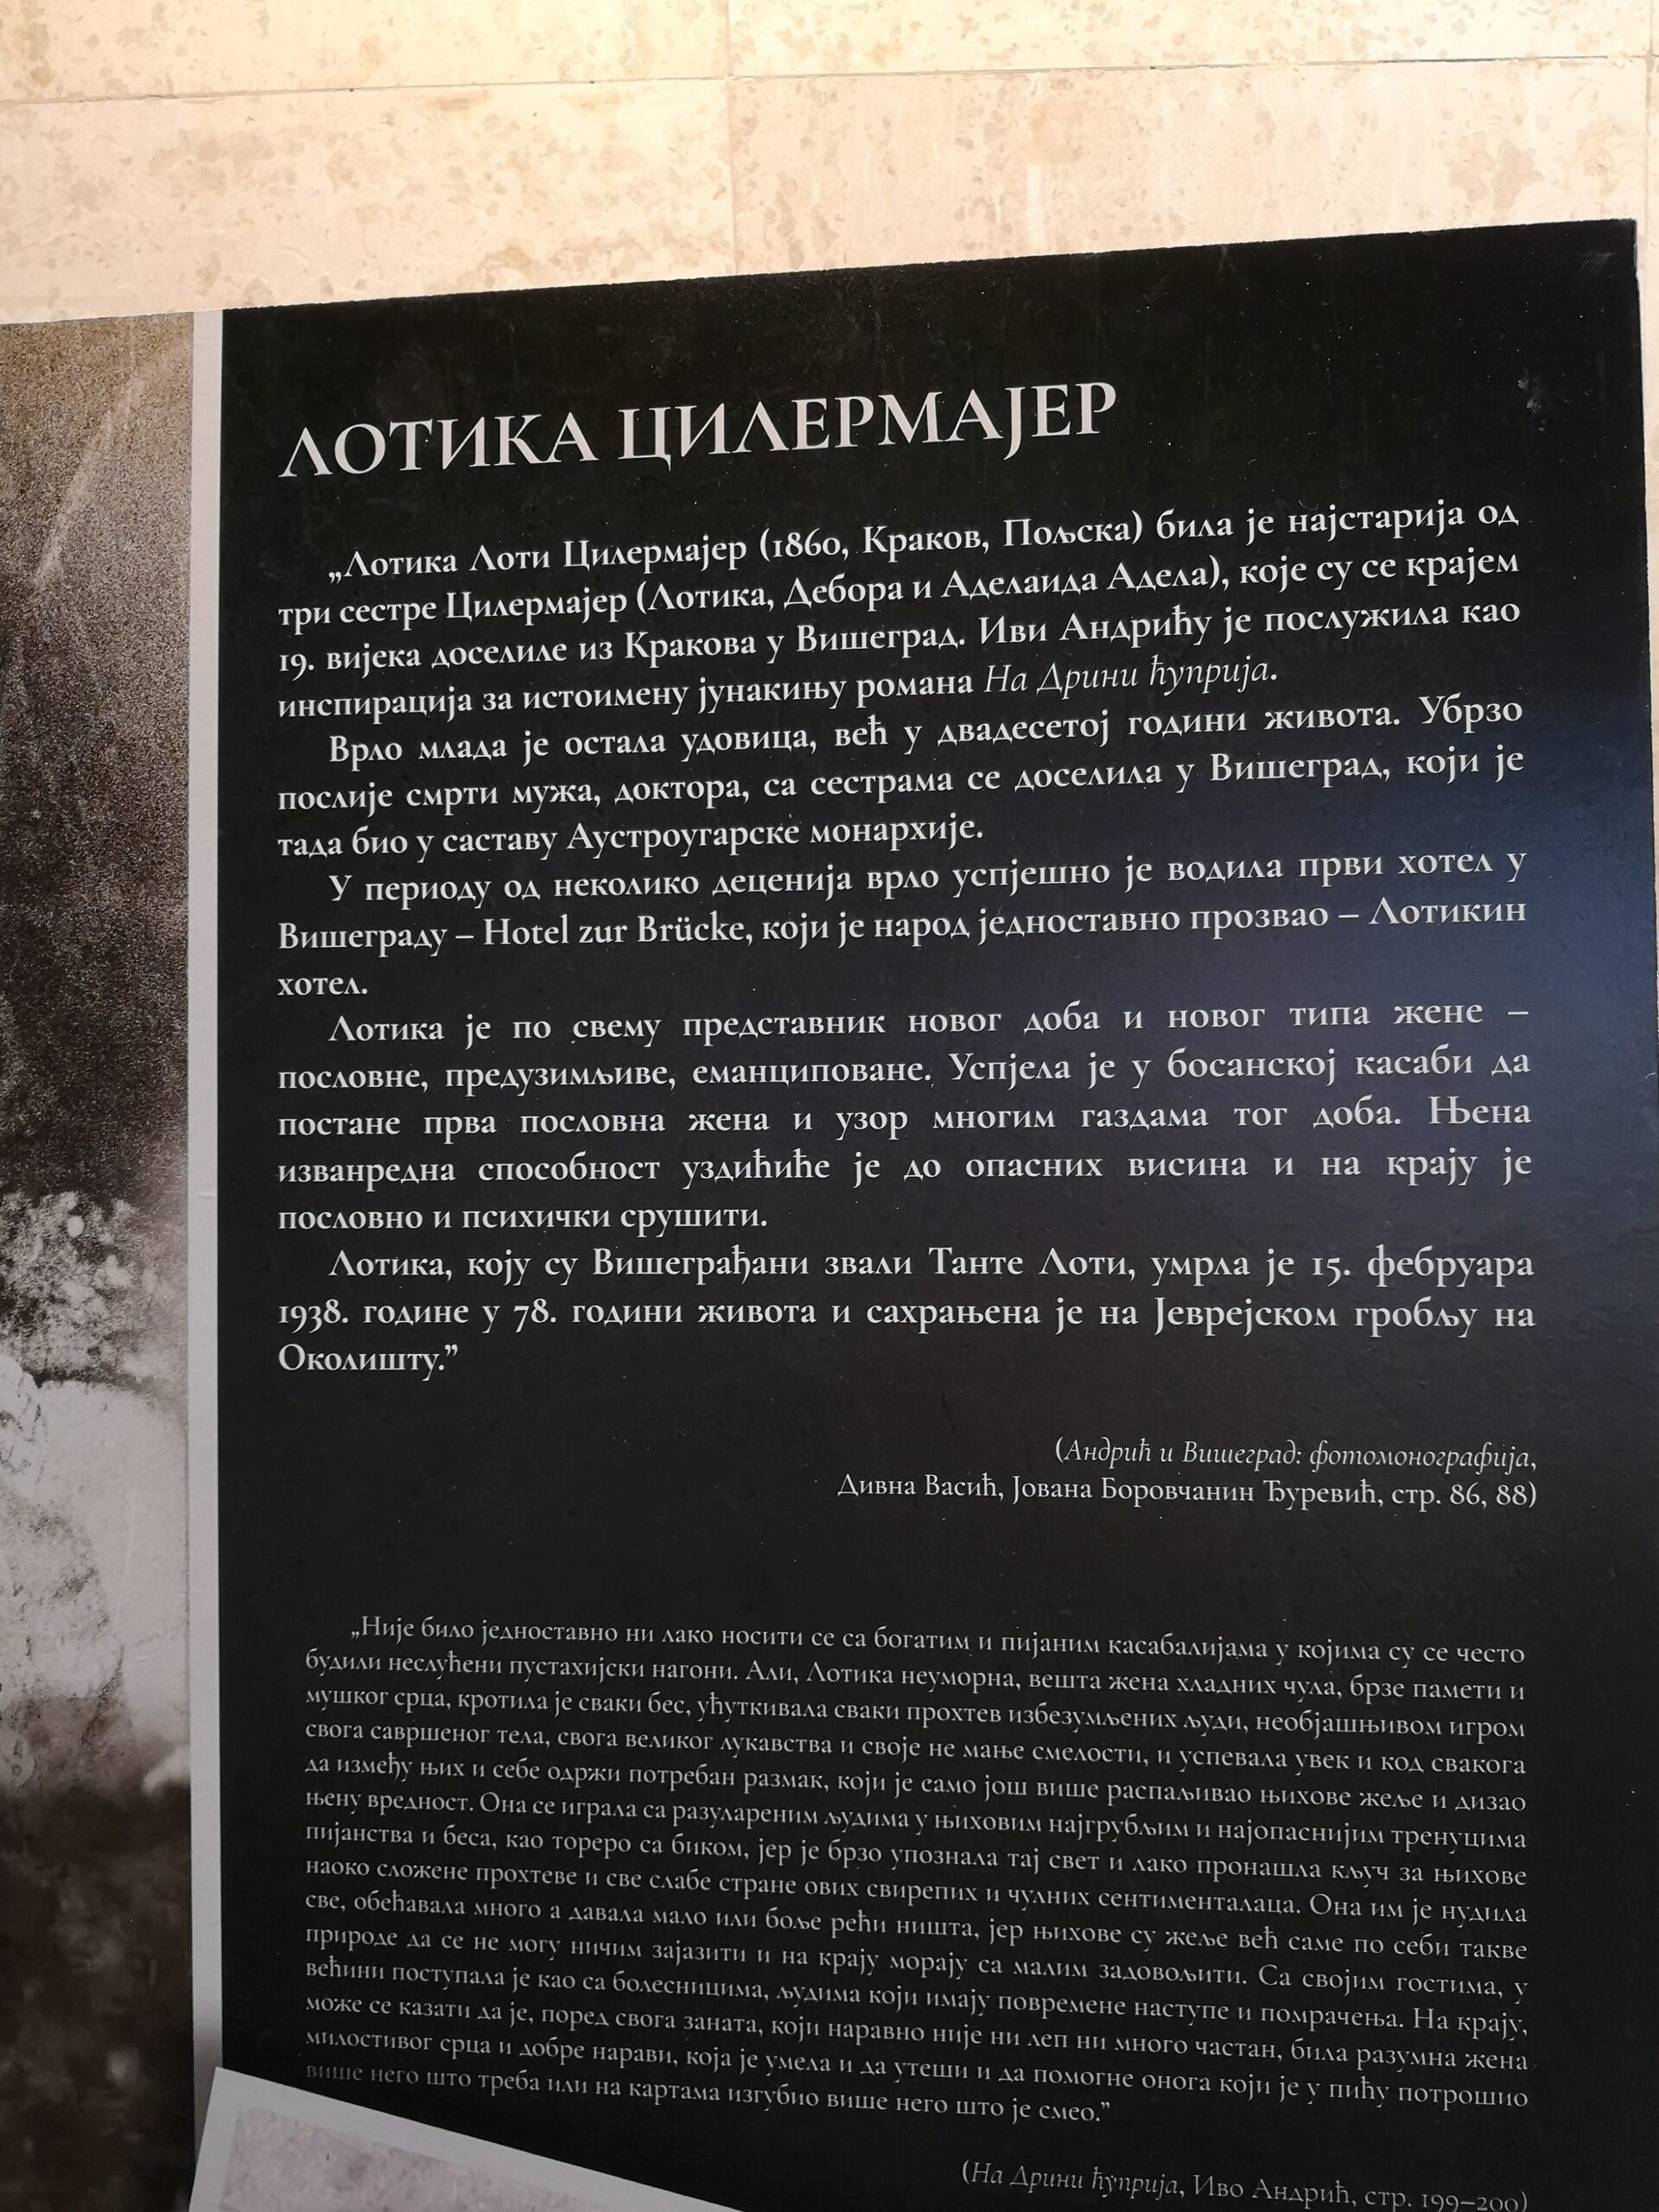 ЛОТИКА ЦИЛЕРМАЈЕР
„Лотика Лоти Цилермајер (1860, Краков, Пољска) била је најстарија од
три сестре Цилермајер (Лотика, Дебора и Аделаида Адела), које су се крајем
19. вијека доселиле из Кракова у Вишеград. Иви Андрићу је послужила као
инспирација за истоимену јунакињу романа На Дрини ћуприја.
Врло млада је остала удовица, већ у двадесетој години живота. Убрзо
послије смрти мужа, доктора, са сестрама се доселила у Вишеград, који је
тада био у саставу Аустроугарске монархије.
У периоду од неколико деценија врло успјешно је водила први хотел у
Вишеграду – Hotel zur Brücke, који је народ једноставно прозвао – Лотикин
хотел.
Лотика је по свему представник новог доба и новог типа жене –
пословне, предузимљиве, еманциповане. Успјела је у босанској касаби да
постане прва пословна жена и узор многим газдама тог доба. Њена
изванредна способност уздићиће је до опасних висина и на крају је
пословно и психички срушити.
Лотика, коју су Вишеграђани звали Танте Лоти, умрла је 15. фебруара
1938. године у 78. години живота и сахрањена је на Јеврејском гробљу на
Околишту.”
(Андрић и Вишеград: фотомонографија,
Дивна Васић, Јована Боровчанин Ђуревић, стр. 86, 88)
„Није било једноставно ни лако носити се са богатим и пијаним касабалијама у којима су се често
будили неслућени пустахијски нагони. Али, Лотика неуморна, вешта жена хладних чула, брзе памети и
мушког срца, кротила је сваки бес, ућуткивала сваки прохтев избезумљених људи, необјашњивом игром
свога савршеног тела, свога великог лукавства и своје не мање смелости, и успевала увек и код свакога
да између њих и себе одржи потребан размак, који је само још више распаљивао њихове жеље и дизао
њену вредност. Она се играла са разулареним људима у њиховим најгрубљим и најопаснијим тренуцима
пијанства и беса, као тореро са биком, јер је брзо упознала тај свет и лако пронашла кључ за њихове
наоко сложене прохтеве и све слабе стране ових свирепих и чулних сентименталаца. Она им је нудила
све, обећавала много а давала мало или боље рећи ништа, јер њихове су жеље већ саме по себи такве
природе да се не могу ничим зајазити и на крају морају са малим задовољити. Са својим гостима, у
већини поступала је као са болесницима, људима који имају повремене наступе и помрачења. На крају,
може се казати да је, поред свога заната, који наравно није ни леп ни много частан, била разумна жена
милостивог срца и добре нарави, која је умела и да утеши и да помогне онога који је у пићу потрошио
више него што треба или на картама изгубио више него што је смео.”
(На Дрини ћуприја, Иво Андрић, стр. 199–200)